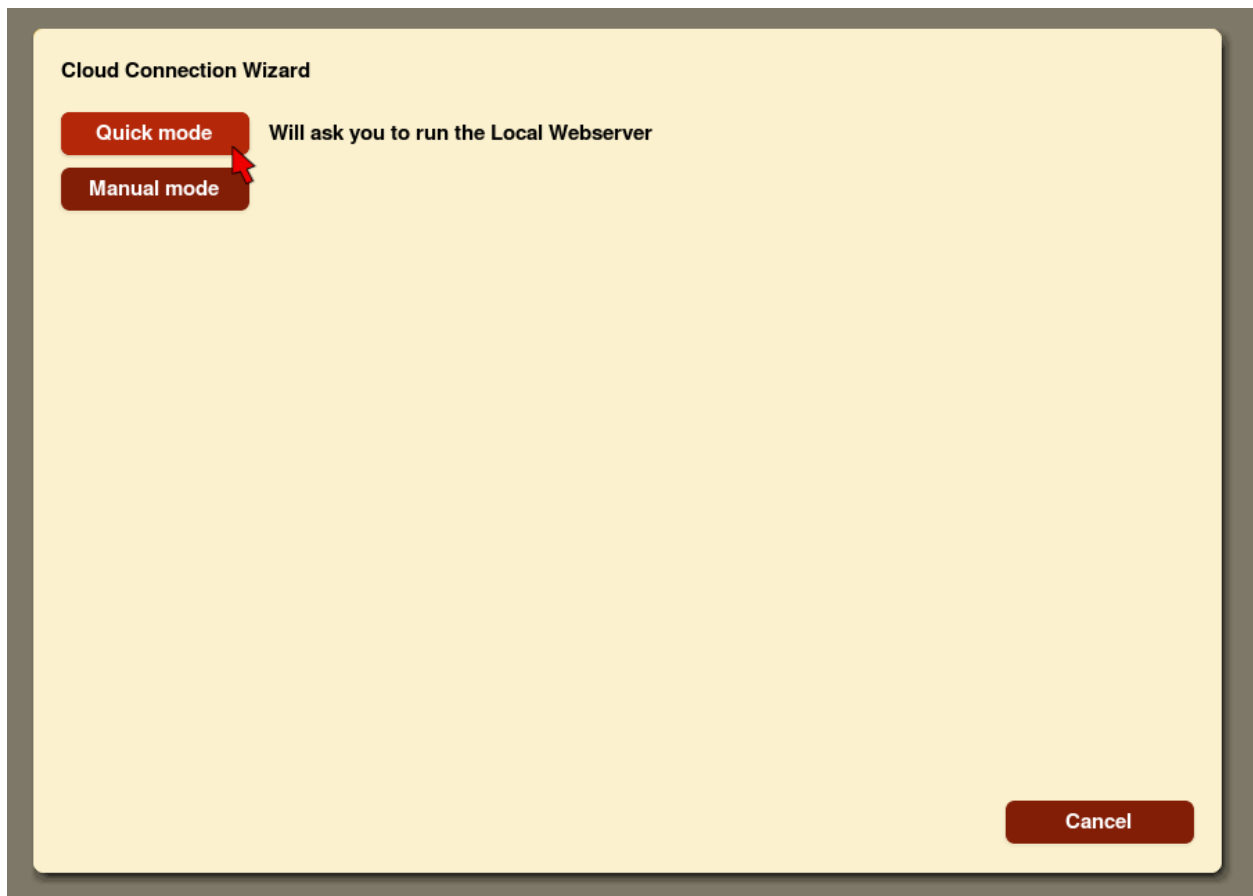 Cloud Connection Wizard
Quick mode Will ask you to run the Local Webserver
Manual mode
Cancel